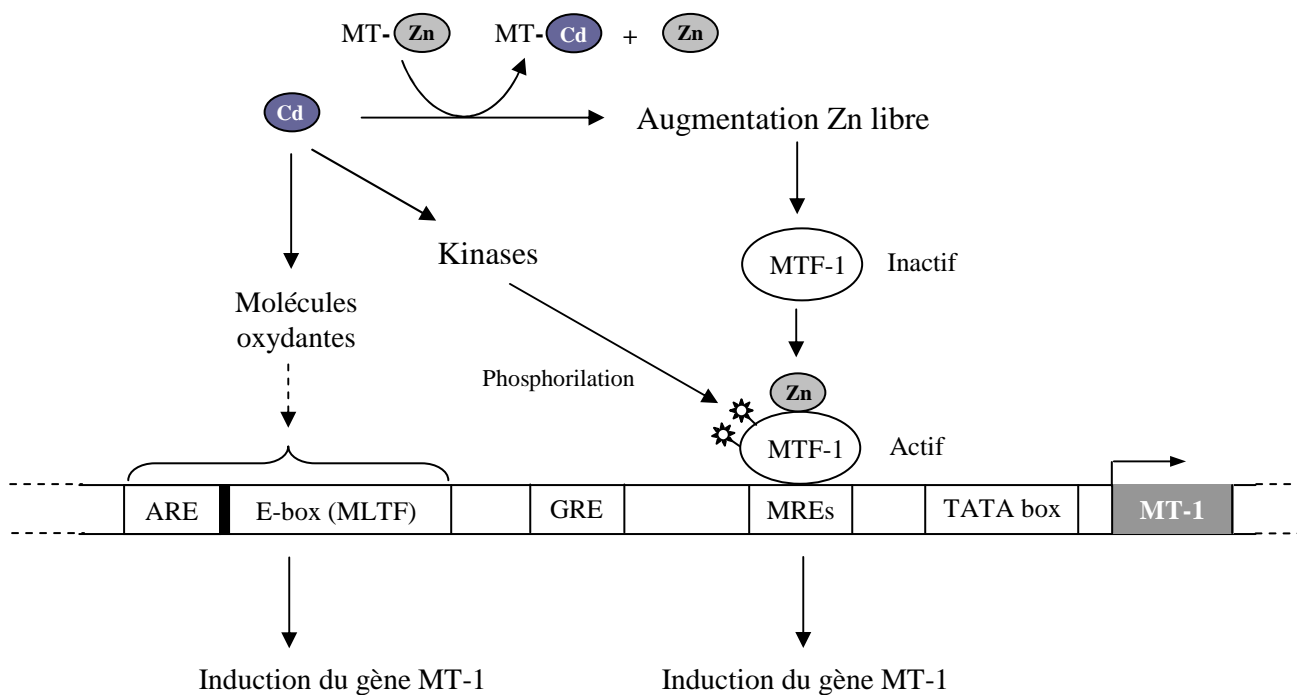 MT-Zn MT-Cd + Zn
Cd
Augmentation Zn libre
Kinases
MTF-1 Inactif
Molécules
oxydantes
Phosphorilation
Zn
MTF-1 Actif
ARE E-box (MLTF) GRE MREs TATA box MT-1
Induction du gène MT-1 Induction du gène MT-1